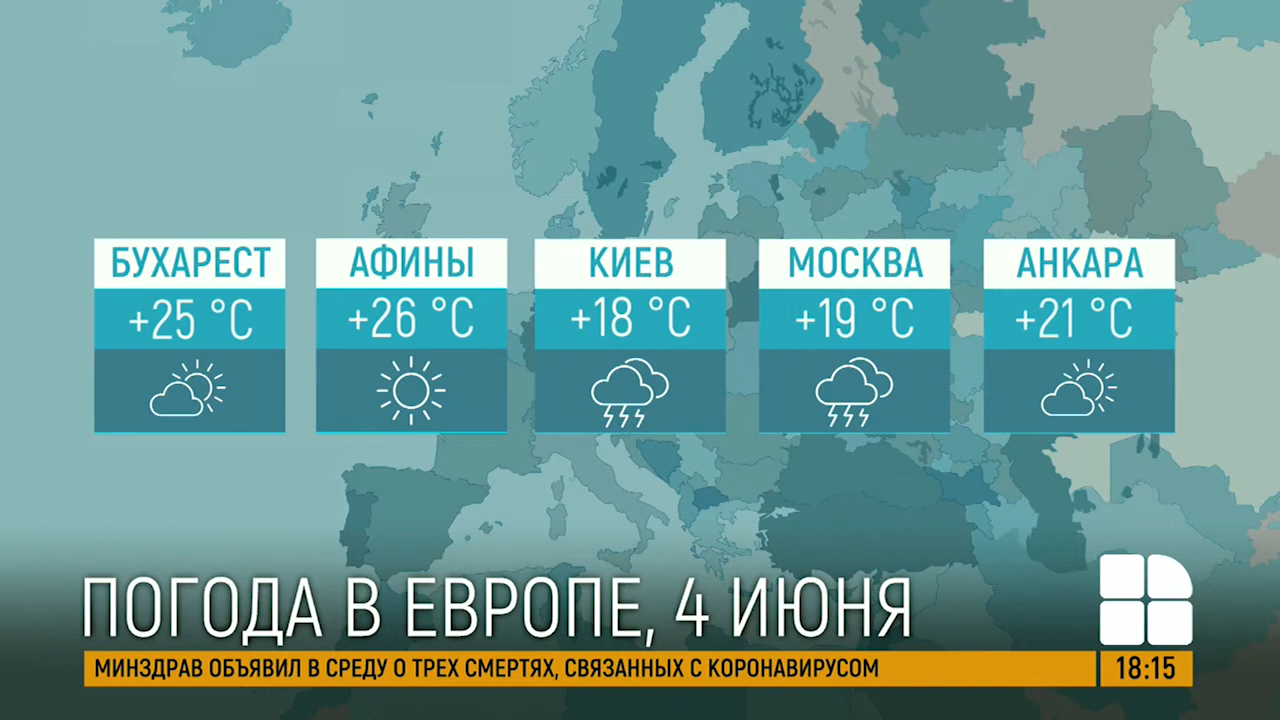 БУХАРЕСТ
+25 °C
АФИНЫ
+26 °C
КИЕВ
+18 °C
МОСКВА
+19 °C
АНКАРА
+21 °C
ПОГОДА В ЕВРОПЕ, 4 ИЮНЯ
МИНЗДРАВ ОБЪЯВИЛ В СРЕДУ О ТРЕХ СМЕРТЯХ, СВЯЗАННЫХ С КОРОНАВИРУСОМ
18:15